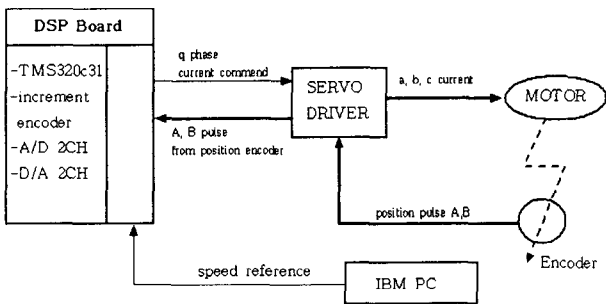 DSP Board
-TMS320c31
-increment
encoder
-A/D 2CH
-D/A 2CH
q phase
current commend
A, B pulse
from position encoder
SERVO
DRIVER
a, b, c current
MOTOR
position pulse A,B
Encoder
speed reference
IBM PC